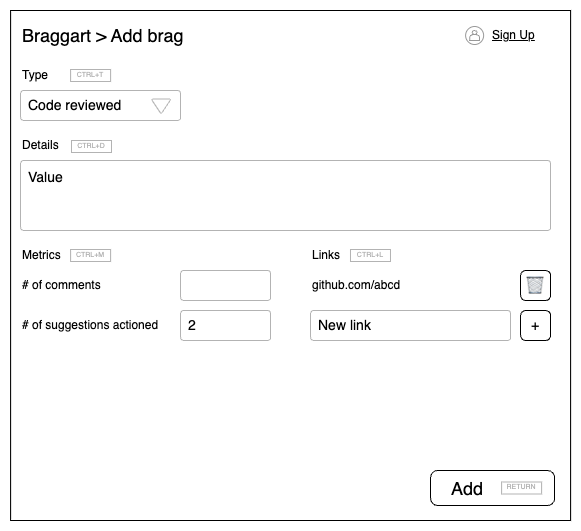 Braggart > Add brag
Sign Up
Type CTRL+T
Code reviewed
Details CTRL+D
Value
Metrics CTRL+M
Links CTRL+L
# of comments
github.com/abcd
# of suggestions actioned 2
New link +
Add RETURN